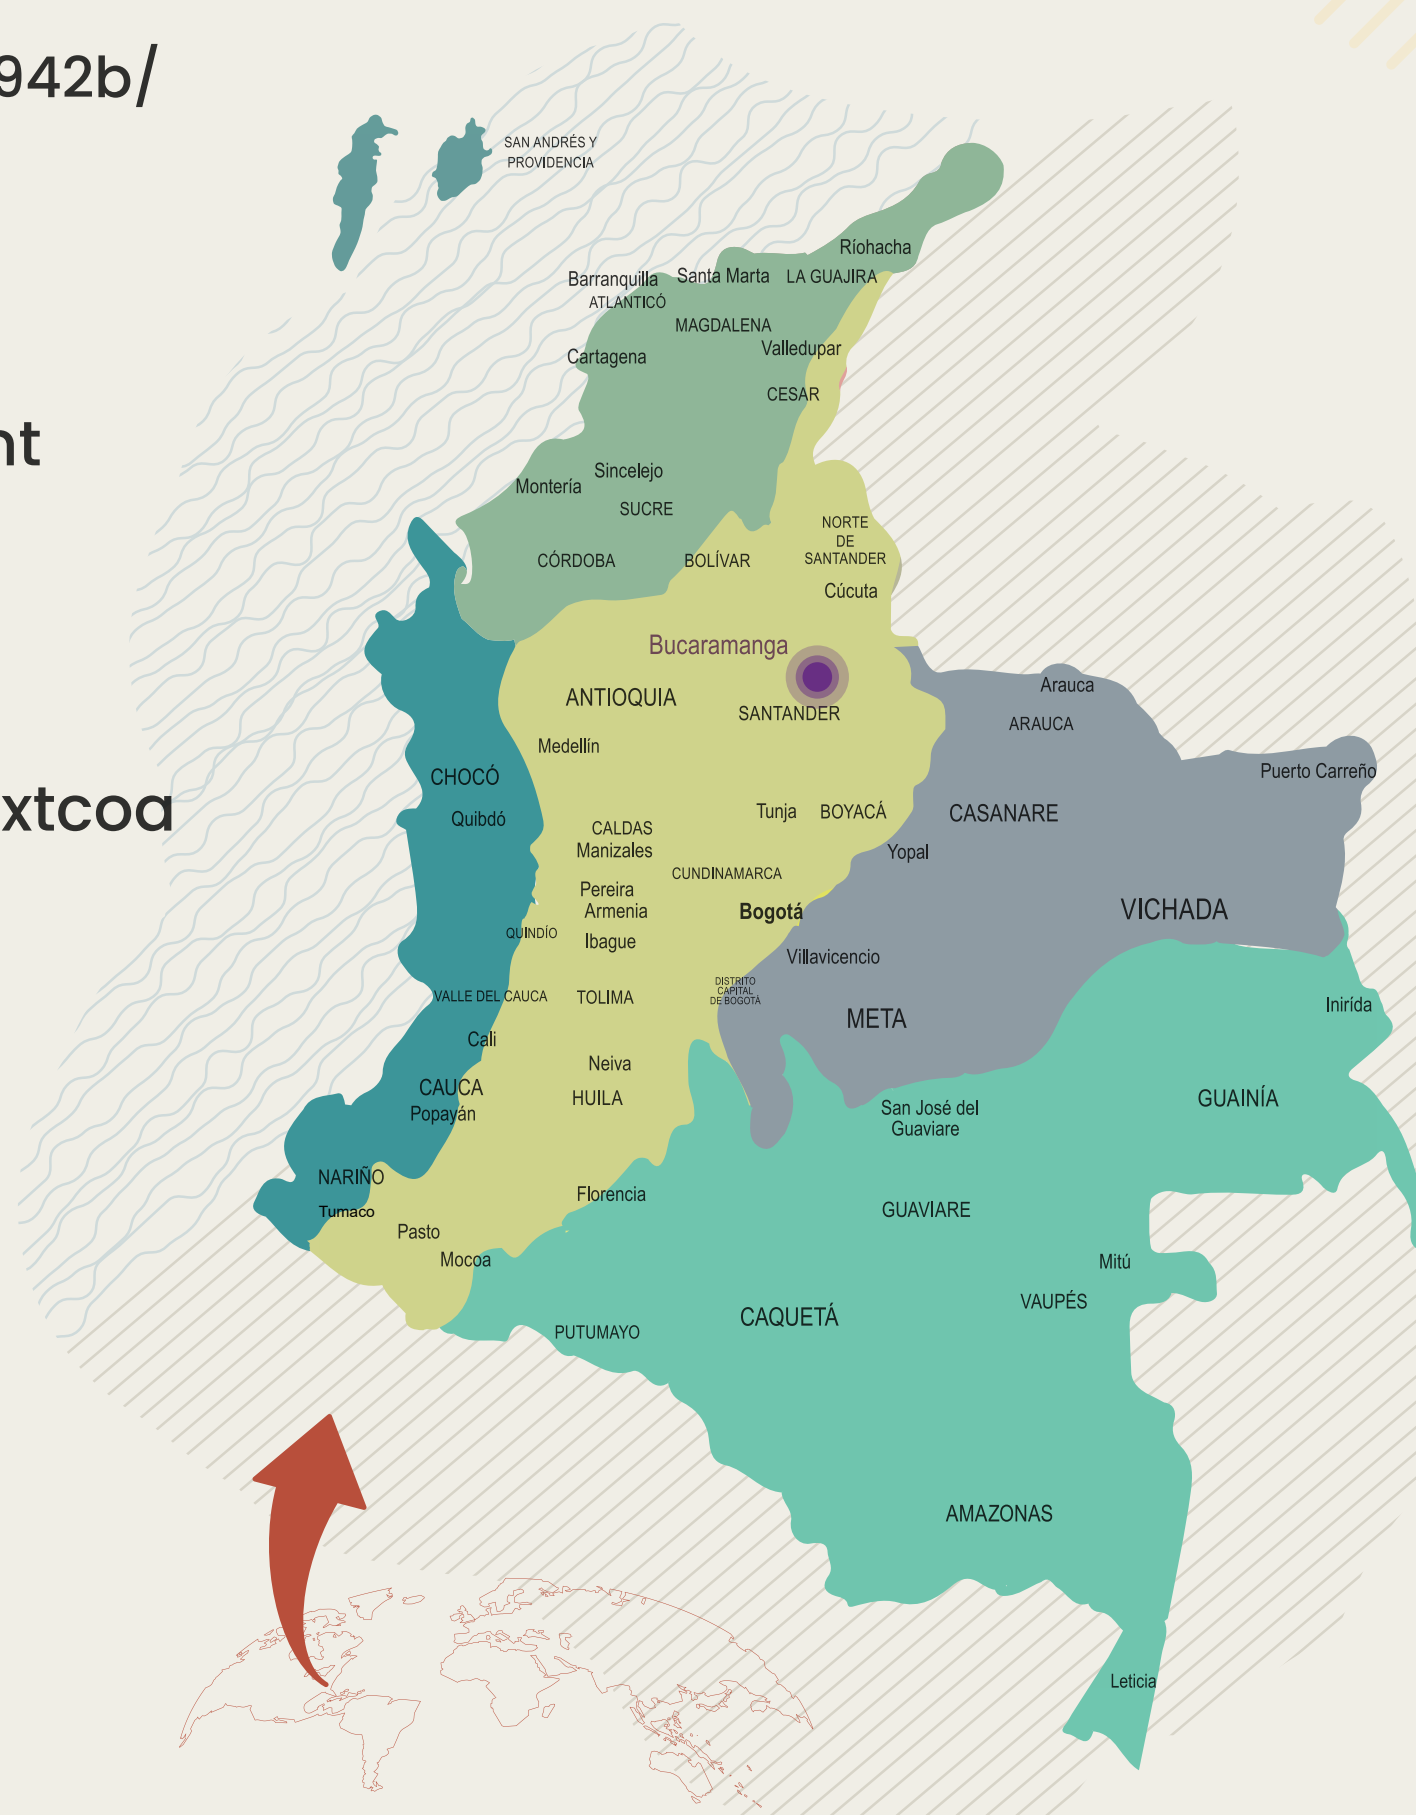 942b/
SAN ANDRÉS Y
PROVIDENCIA
Ríohacha
Barranquilla
Santa Marta
LA GUAJIRA
ATLANTICÓ
MAGDALENA
Valledupar
Cartagena
CESAR
nt
Sincelejo
Montería
SUCRE
NORTE
DE
SANTANDER
CÓRDOBA
BOLÍVAR
Cúcuta
Bucaramanga
Arauca
ANTIOQUIA
SANTANDER
ARAUCA
Medellín
Puerto Carreño
CHOCÓ
xtcoa
Quibdó
Tunja
BOYACÁ
CASANARE
CALDAS
Manizales
Yopal
CUNDINAMARCA
Pereira
Armenia
Bogotá
VICHADA
QUINDÍO
Ibague
Villavicencio
DISTRITO
CAPITAL
DE BOGOTÁ
VALLE DEL CAUCA
TOLIMA
Inirída
META
Cali
Neiva
CAUCA
HUILA
GUAINÍA
Popayán
San José del
Guaviare
NARIÑO
Florencia
Tumaco
GUAVIARE
Pasto
Mocoa
Mitú
VAUPÉS
CAQUETÁ
PUTUMAYO
AMAZONAS
Leticia